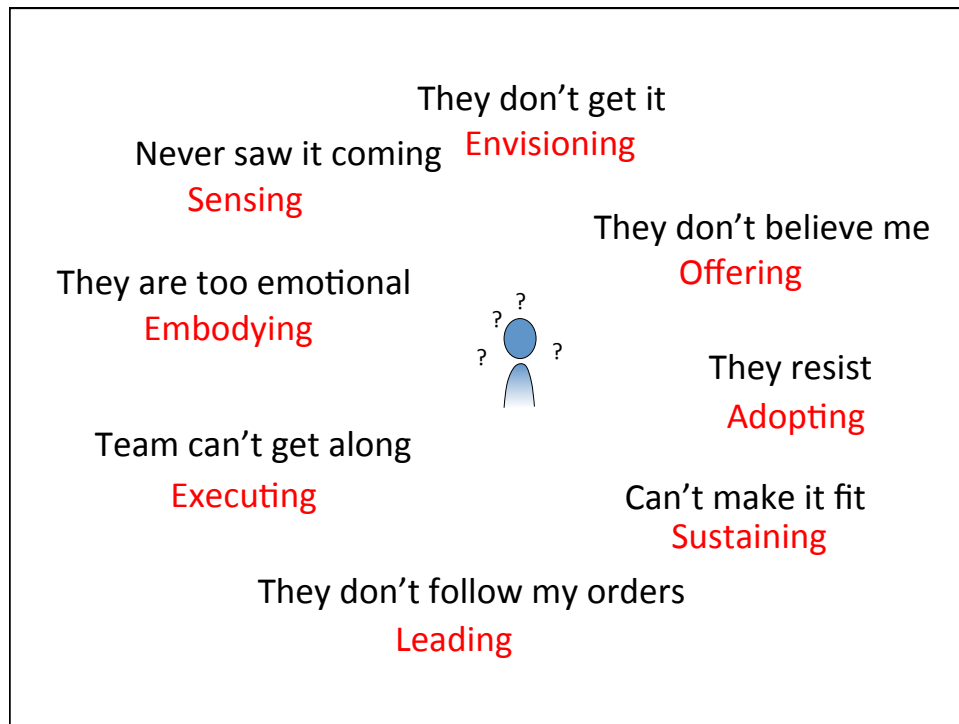 They don’t get it
Envisioning
Never saw it coming
Sensing
They don’t believe me
Offering
They are too emotional
Embodying
?
?
?
?
They resist
Adopting
Team can’t get along
Executing
Can’t make it fit
Sustaining
They don’t follow my orders
Leading